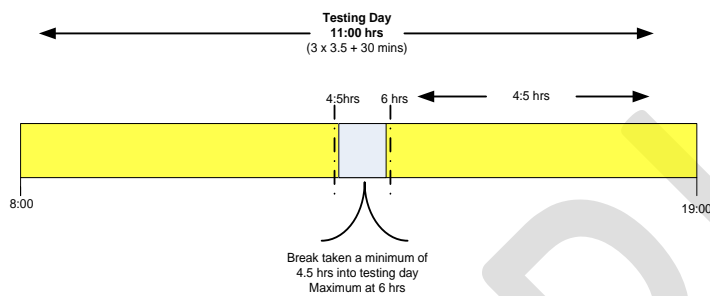 Testing Day
11:00 hrs
(3 x 3.5 + 30 mins)
4:5hrs
6 hrs
4:5 hrs
8:00
19:00
Break taken a minimum of
4.5 hrs into testing day
Maximum at 6 hrs